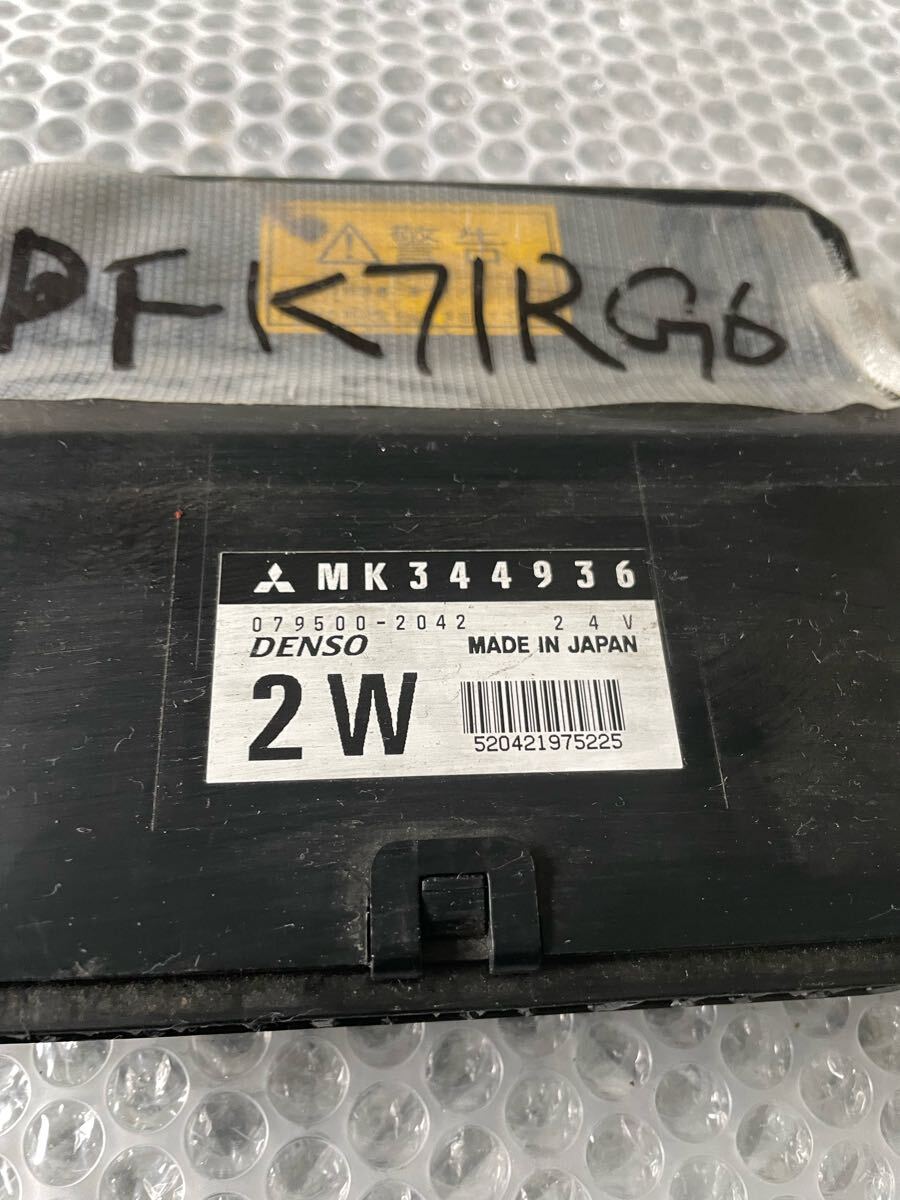 警告
PFK71RG6
MK344936
079500-2042 24V
DENSO MADE IN JAPAN
2W
520421975225